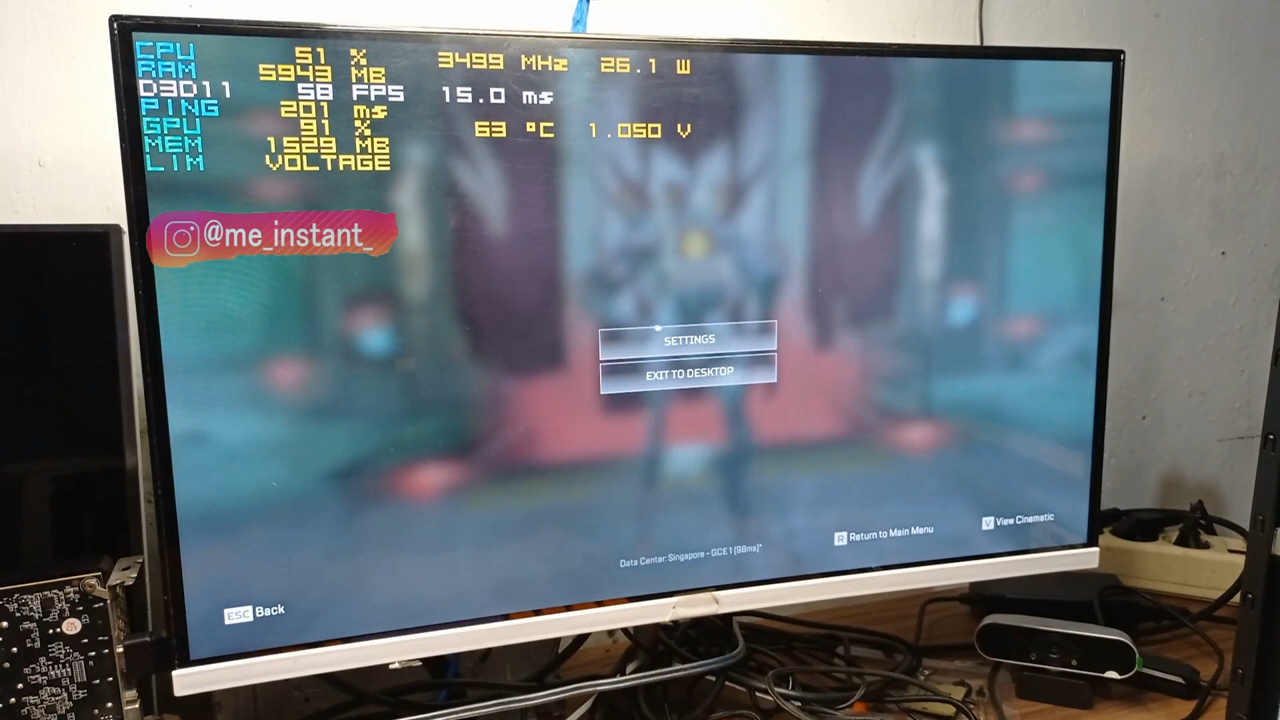 CPU 51 % 3499 MHz 26.1 W
RAM 5943 MB
D3D11 58 FPS 15.0 ms
PING 201 ms
GPU 91 % 63 °C 1.050 V
MEM 1529 MB
LIM VOLTAGE
@me_instant_
SETTINGS
EXIT TO DESKTOP
V View Cinematic
R Return to Main Menu
Data Center: Singapore - GCE 1 (98ms)*
ESC Back